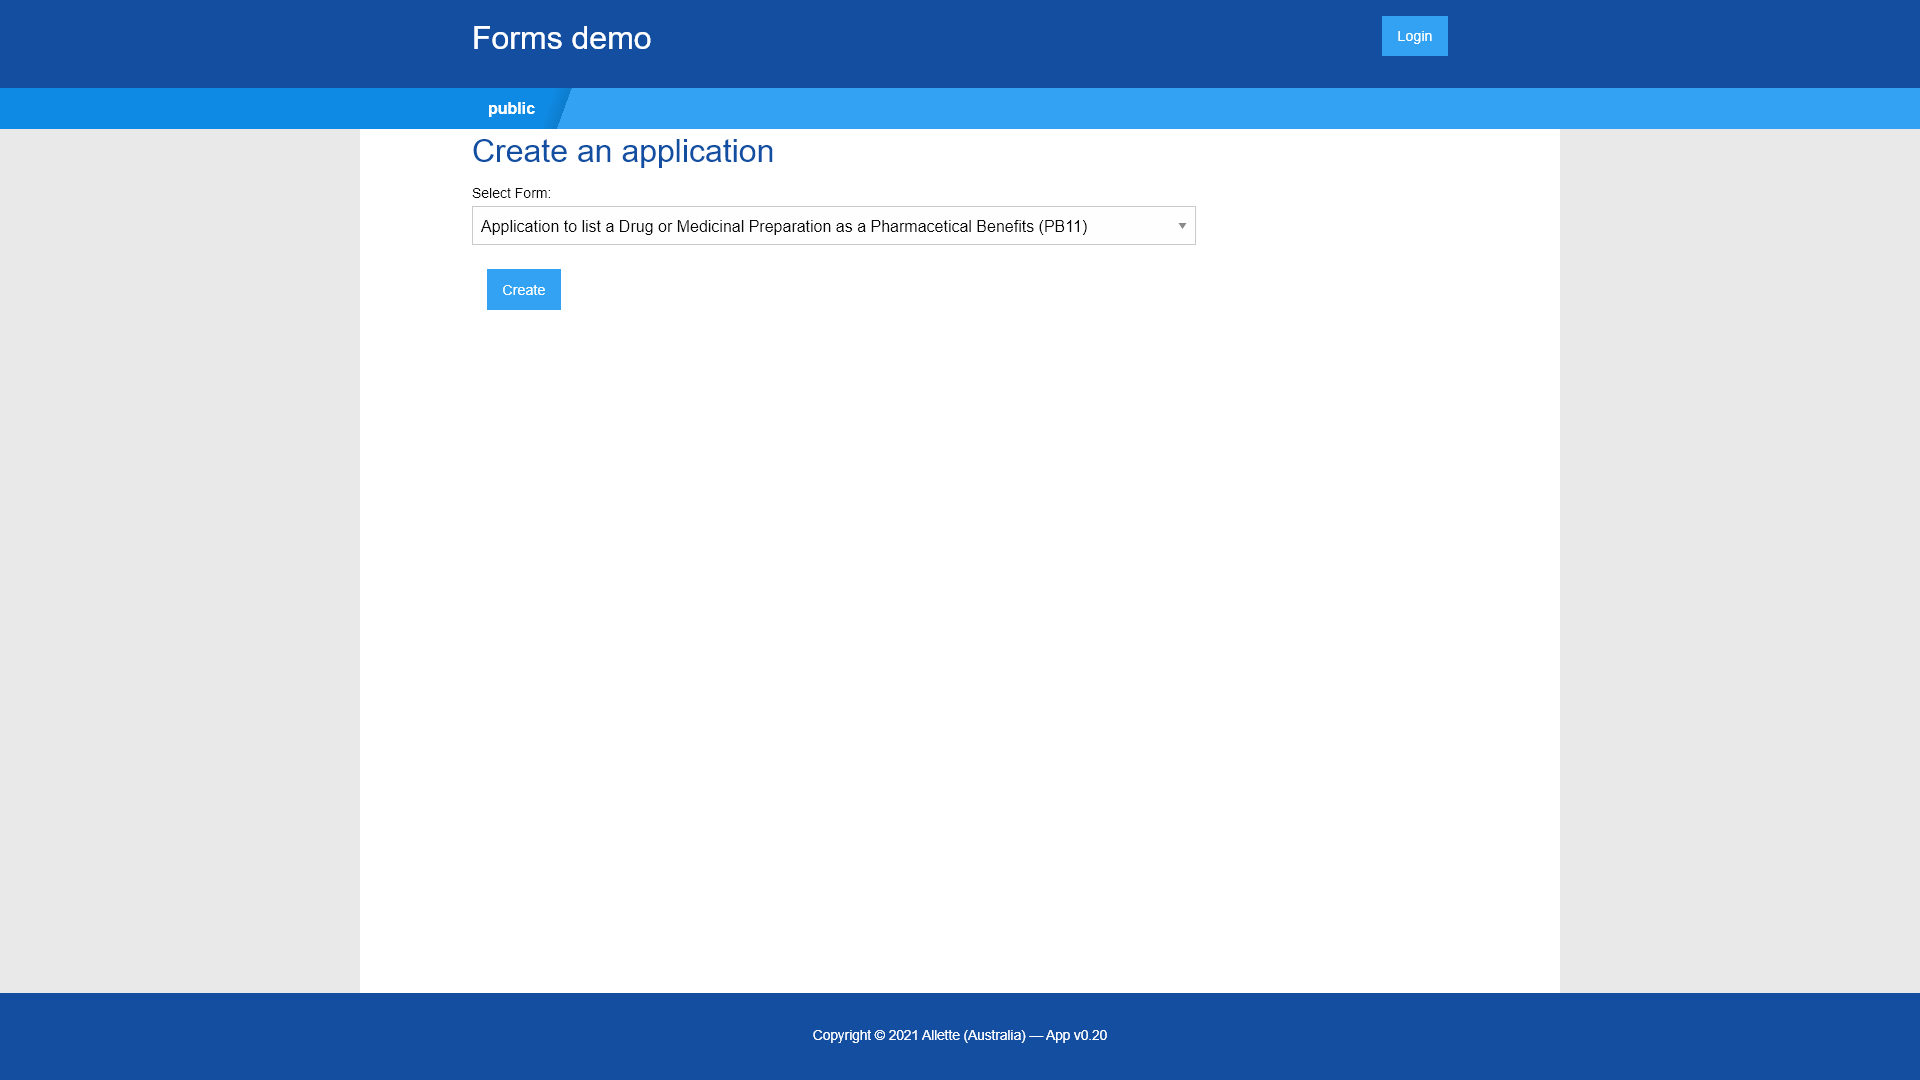 Forms demo
Login
public
Create an application
Select Form:
Application to list a Drug or Medicinal Preparation as a Pharmacetical Benefits (PB11)
Create
Copyright © 2021 Allette (Australia) — App v0.20